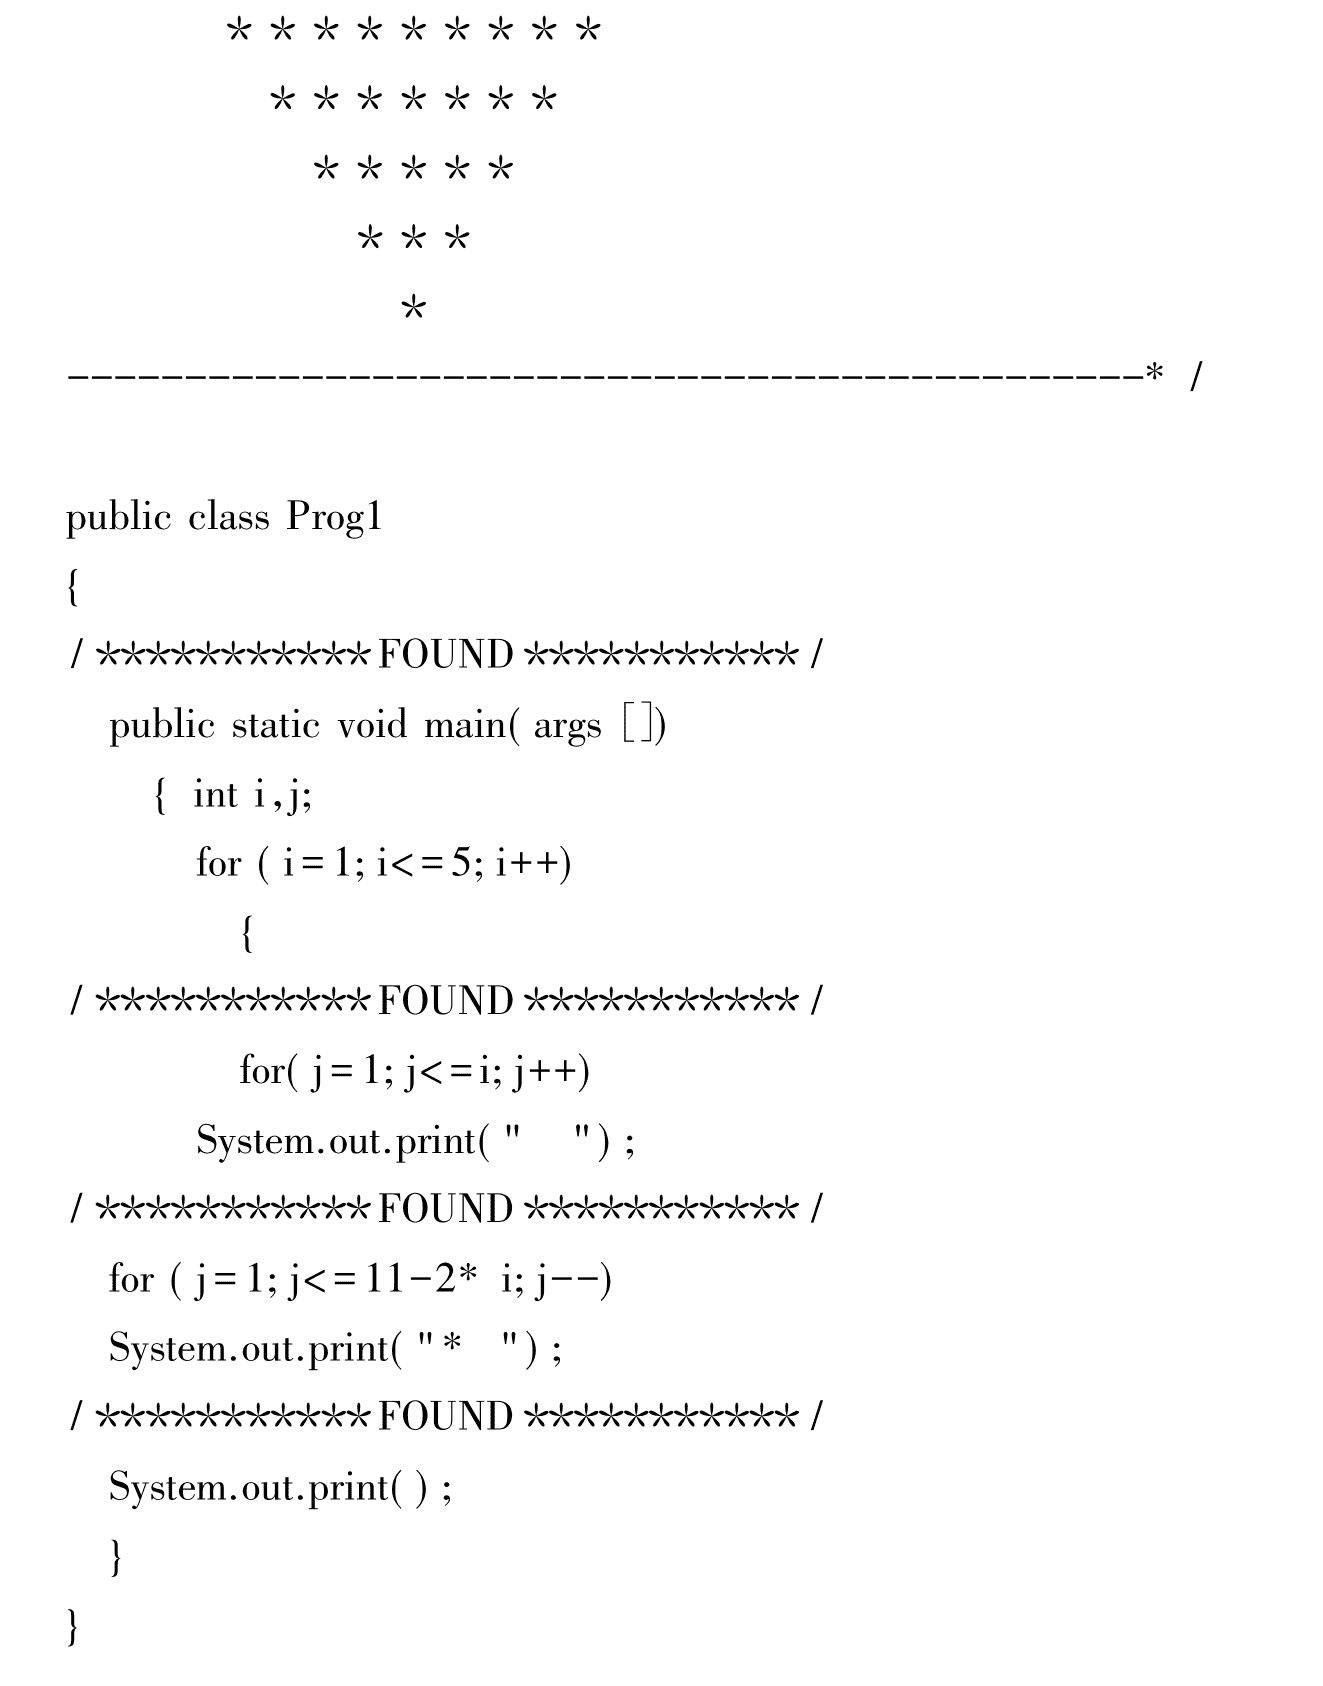 * * * * * * * * *
* * * * * * *
* * * * *
* * *
*
----------------------------------------------* /
public class Prog1
{
/ ***********FOUND *********** /
public static void main( args [])
{ int i,j;
for ( i=1; i<=5; i++)
{
/ ***********FOUND *********** /
for( j=1; j<=i; j++)
System.out.print( "  ") ;
/ ***********FOUND *********** /
for ( j=1; j<=11-2* i; j--)
System.out.print( "* ") ;
/ ***********FOUND *********** /
System.out.print( ) ;
}
}